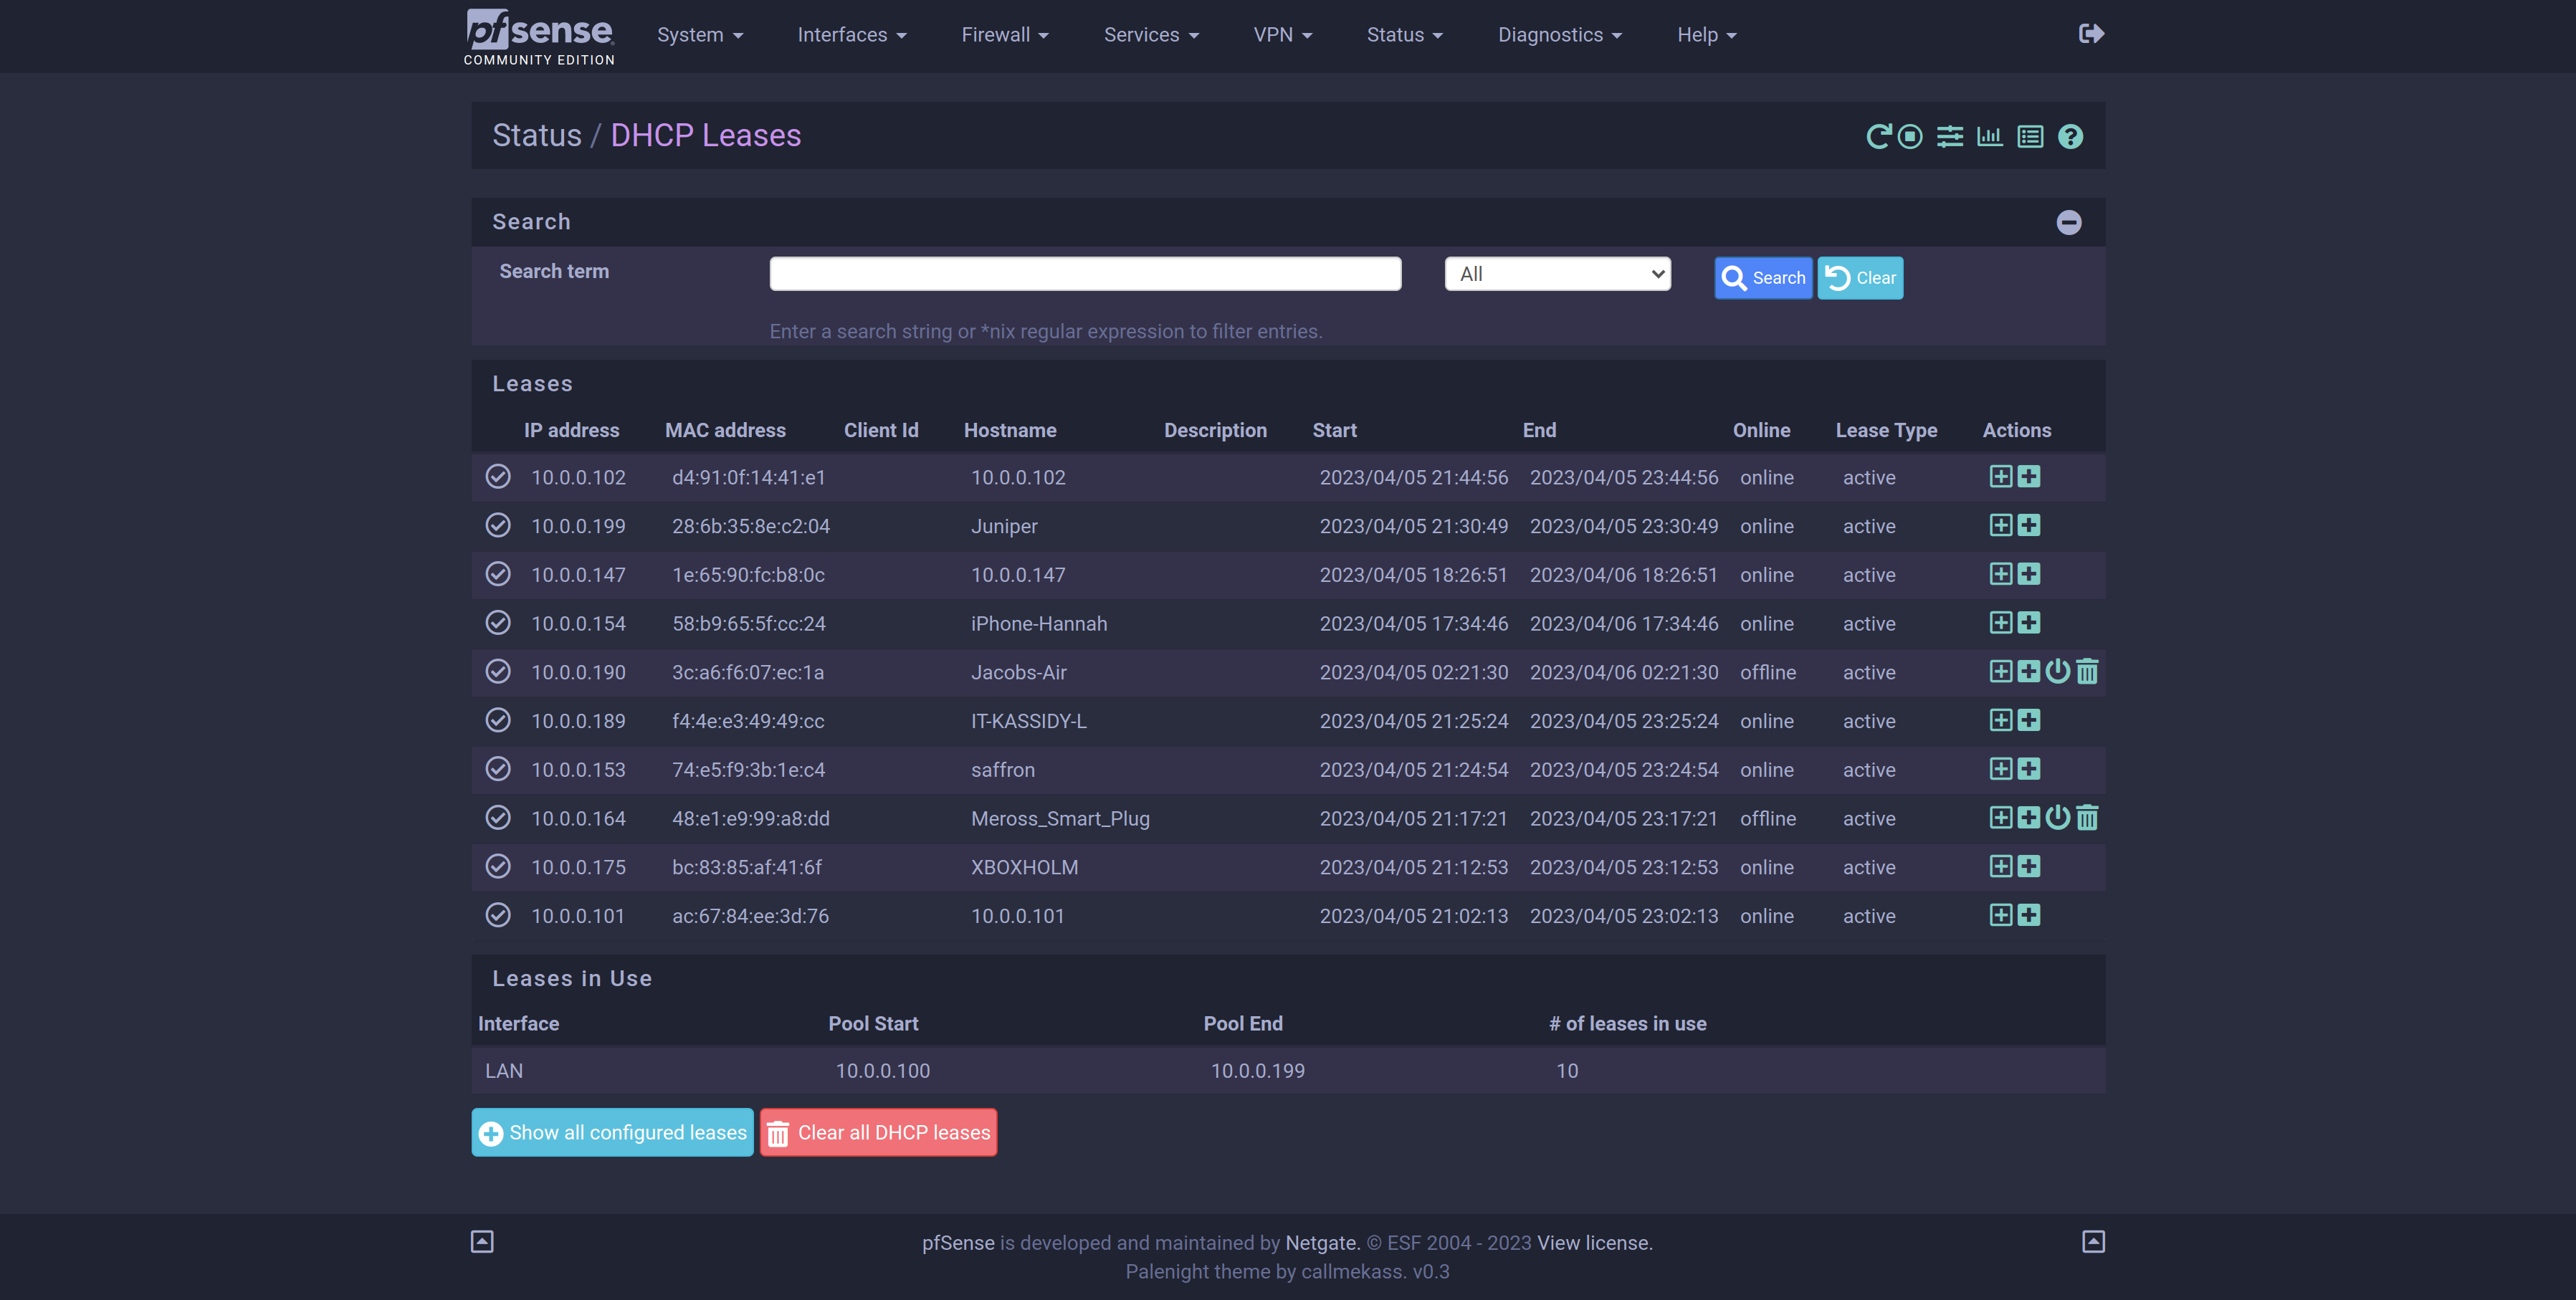 pfsense
COMMUNITY EDITION
System Interfaces Firewall Services VPN Status Diagnostics Help
Status / DHCP Leases
Search
Search term All Search Clear
Enter a search string or *nix regular expression to filter entries.
Leases
IP address MAC address Client Id Hostname Description Start End Online Lease Type Actions
10.0.0.102 d4:91:0f:14:41:e1 10.0.0.102 2023/04/05 21:44:56 2023/04/05 23:44:56 online active
10.0.0.199 28:6b:35:8e:c2:04 Juniper 2023/04/05 21:30:49 2023/04/05 23:30:49 online active
10.0.0.147 1e:65:90:fc:b8:0c 10.0.0.147 2023/04/05 18:26:51 2023/04/06 18:26:51 online active
10.0.0.154 58:b9:65:5f:cc:24 iPhone-Hannah 2023/04/05 17:34:46 2023/04/06 17:34:46 online active
10.0.0.190 3c:a6:f6:07:ec:1a Jacobs-Air 2023/04/05 02:21:30 2023/04/06 02:21:30 offline active
10.0.0.189 f4:4e:e3:49:49:cc IT-KASSIDY-L 2023/04/05 21:25:24 2023/04/05 23:25:24 online active
10.0.0.153 74:e5:f9:3b:1e:c4 saffron 2023/04/05 21:24:54 2023/04/05 23:24:54 online active
10.0.0.164 48:e1:e9:99:a8:dd Meross_Smart_Plug 2023/04/05 21:17:21 2023/04/05 23:17:21 offline active
10.0.0.175 bc:83:85:af:41:6f XBOXHOLM 2023/04/05 21:12:53 2023/04/05 23:12:53 online active
10.0.0.101 ac:67:84:ee:3d:76 10.0.0.101 2023/04/05 21:02:13 2023/04/05 23:02:13 online active
Leases in Use
Interface Pool Start Pool End # of leases in use
LAN 10.0.0.100 10.0.0.199 10
Show all configured leases Clear all DHCP leases
pfSense is developed and maintained by Netgate. © ESF 2004 - 2023 View license.
Palenight theme by callmekass. v0.3